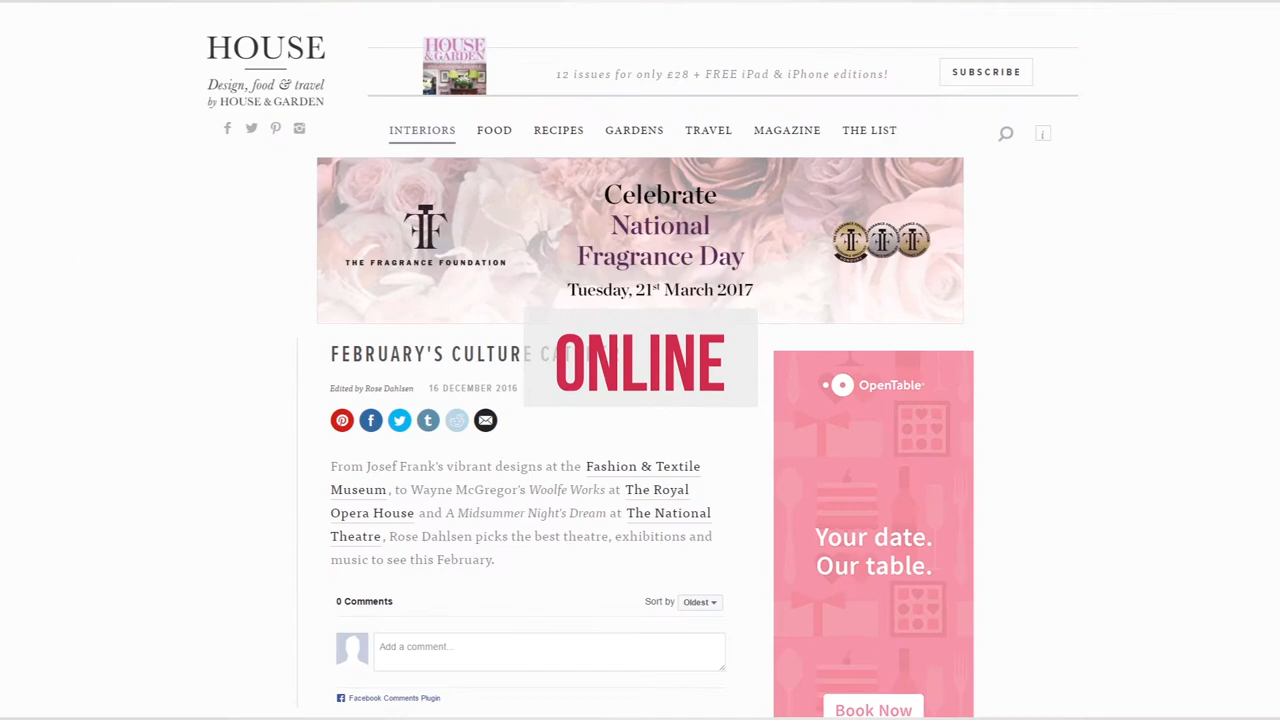 HOUSE
Design, food & travel
by HOUSE & GARDEN
HOUSE
& GARDEN
12 issues for only £28 + FREE iPad & iPhone editions!
SUBSCRIBE
INTERIORS FOOD RECIPES GARDENS TRAVEL MAGAZINE THE LIST
Celebrate
National
Fragrance Day
Tuesday, 21st March 2017
THE FRAGRANCE FOUNDATION
FEBRUARY'S CULTURE
ONLINE
Edited by Rose Dahlsen 16 DECEMBER 2016
From Josef Frank's vibrant designs at the Fashion & Textile
Museum, to Wayne McGregor's Woolfe Works at The Royal
Opera House and A Midsummer Night's Dream at The National
Theatre, Rose Dahlsen picks the best theatre, exhibitions and
music to see this February.
0 Comments Sort by Oldest
Add a comment...
Facebook Comments Plugin
OpenTable
Your date.
Our table.
Book Now